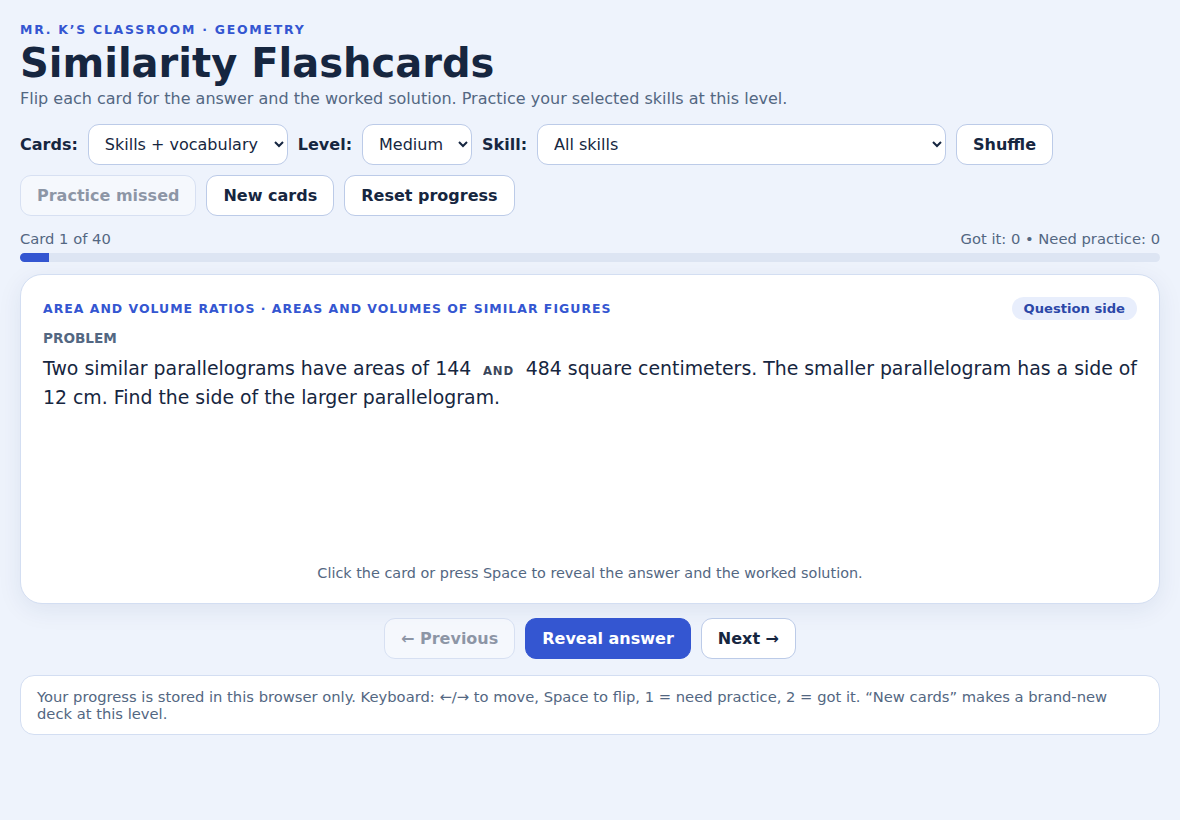 MR. K’S CLASSROOM · GEOMETRY
Similarity Flashcards
Flip each card for the answer and the worked solution. Practice your selected skills at this level.
Cards: Skills + vocabulary Level: Medium Skill: All skills Shuffle
Practice missed New cards Reset progress
Card 1 of 40 Got it: 0 • Need practice: 0
AREA AND VOLUME RATIOS · AREAS AND VOLUMES OF SIMILAR FIGURES Question side
PROBLEM
Two similar parallelograms have areas of 144 AND 484 square centimeters. The smaller parallelogram has a side of
12 cm. Find the side of the larger parallelogram.
Click the card or press Space to reveal the answer and the worked solution.
← Previous Reveal answer Next →
Your progress is stored in this browser only. Keyboard: ←/→ to move, Space to flip, 1 = need practice, 2 = got it. “New cards” makes a brand-new
deck at this level.